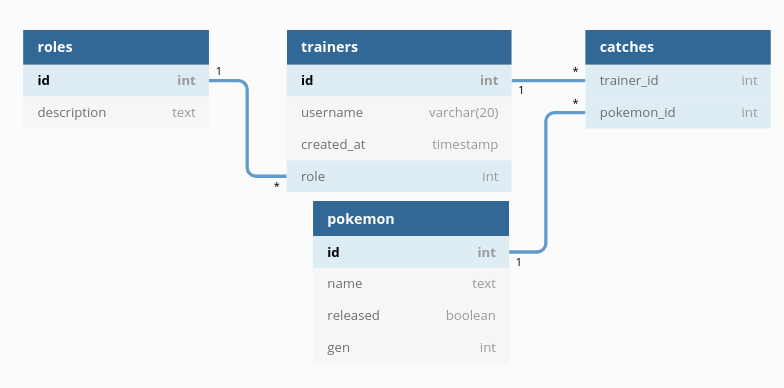 roles
id int
description text
1
*
trainers
id int
username varchar(20)
created_at timestamp
role int
1
*
catches
trainer_id int
pokemon_id int
*
pokemon
id int
name text
released boolean
gen int
1